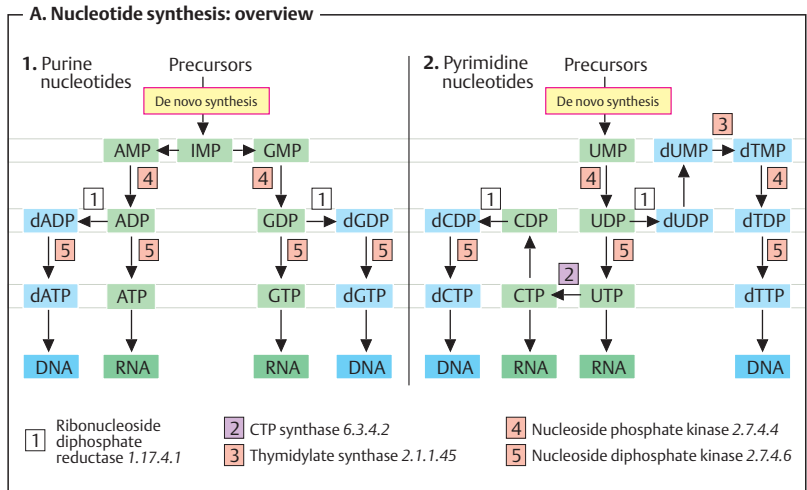 A. Nucleotide synthesis: overview
1. Purine
nucleotides
Precursors
De novo synthesis
AMP IMP GMP
4 4
1 1
dADP ADP GDP dGDP
5 5 5 5
dATP ATP GTP dGTP
DNA RNA RNA DNA
2. Pyrimidine
nucleotides
Precursors
De novo synthesis
3
UMP dUMP dTMP
4 4
1 1
dCDP CDP UDP dUDP dTDP
5 5 5
2
dCTP CTP UTP dTTP
DNA RNA RNA DNA
1 Ribonucleoside
diphosphate
reductase 1.17.4.1
2 CTP synthase 6.3.4.2
3 Thymidylate synthase 2.1.1.45
4 Nucleoside phosphate kinase 2.7.4.4
5 Nucleoside diphosphate kinase 2.7.4.6